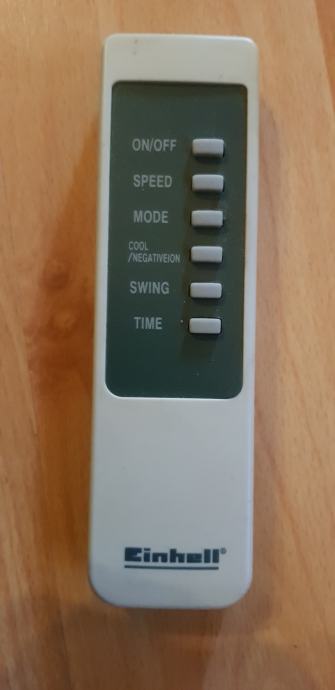 ON/OFF
SPEED
MODE
COOL
/NEGATIVEION
SWING
TIME
Einhell®